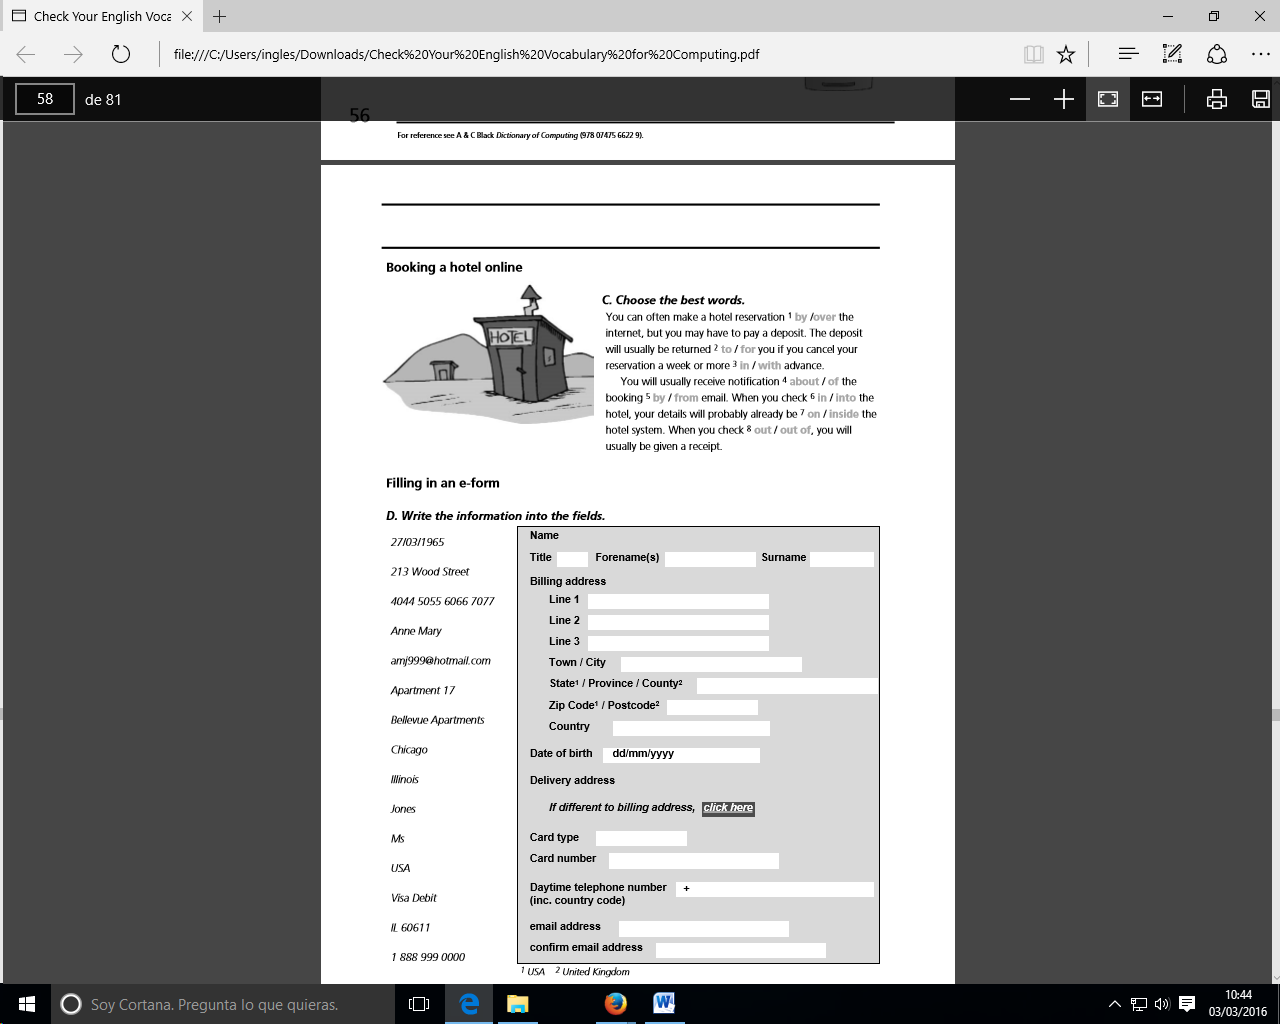 Check Your English Voca
file:///C:/Users/ingles/Downloads/Check%20Your%20English%20Vocabulary%20for%20Computing.pdf
58 de 81
56
For reference see A & C Black Dictionary of Computing (978 07475 6622 9).
Booking a hotel online
HOTEL
C. Choose the best words.
You can often make a hotel reservation ¹ by /over the
internet, but you may have to pay a deposit. The deposit
will usually be returned ² to / for you if you cancel your
reservation a week or more ³ in / with advance.
You will usually receive notification ⁴ about / of the
booking ⁵ by / from email. When you check ⁶ in / into the
hotel, your details will probably already be ⁷ on / inside the
hotel system. When you check ⁸ out / out of, you will
usually be given a receipt.
Filling in an e-form
D. Write the information into the fields.
27/03/1965
213 Wood Street
4044 5055 6066 7077
Anne Mary
amj999@hotmail.com
Apartment 17
Bellevue Apartments
Chicago
Illinois
Jones
Ms
USA
Visa Debit
IL 60611
1 888 999 0000
Name
Title Forename(s) Surname
Billing address
Line 1
Line 2
Line 3
Town / City
State¹ / Province / County²
Zip Code¹ / Postcode²
Country
Date of birth dd/mm/yyyy
Delivery address
If different to billing address, click here
Card type
Card number
Daytime telephone number +
(inc. country code)
email address
confirm email address
¹ USA ² United Kingdom
Soy Cortana. Pregunta lo que quieras.
10:44
03/03/2016